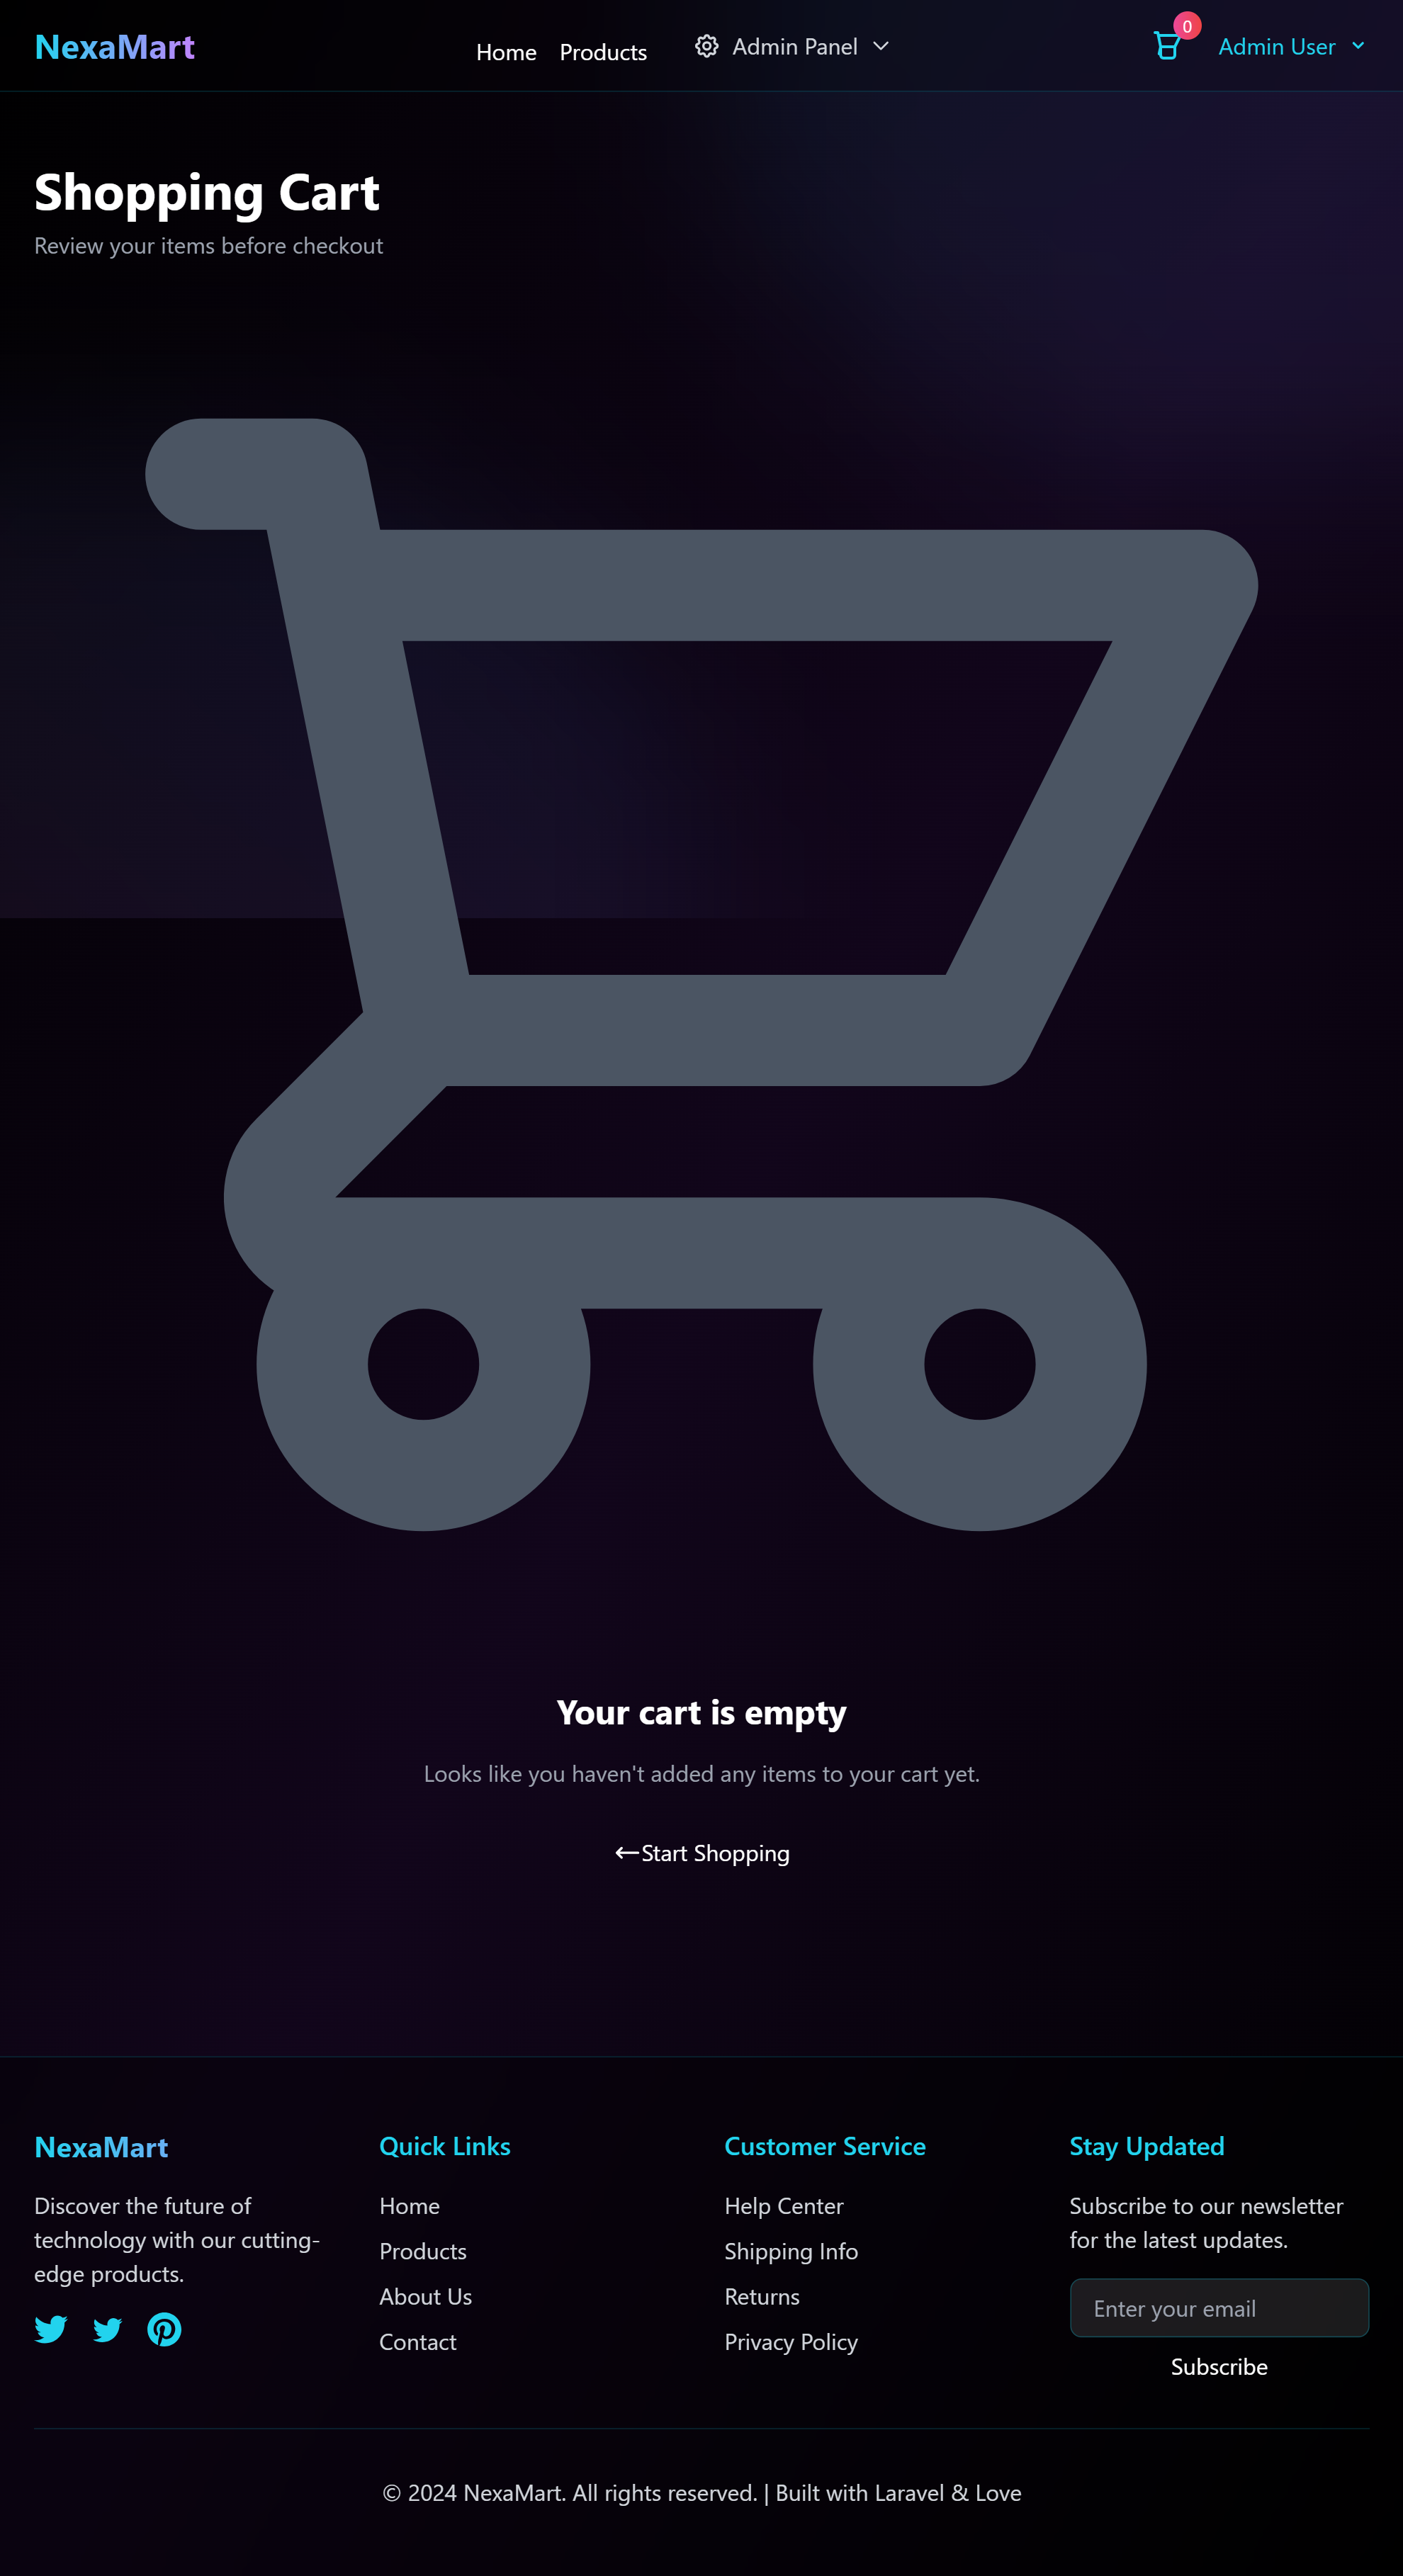 NexaMart
Home
Products
Admin Panel
0
Admin User
Shopping Cart
Review your items before checkout
Your cart is empty
Looks like you haven't added any items to your cart yet.
Start Shopping
NexaMart
Discover the future of
technology with our cutting-
edge products.
Quick Links
Home
Products
About Us
Contact
Customer Service
Help Center
Shipping Info
Returns
Privacy Policy
Stay Updated
Subscribe to our newsletter
for the latest updates.
Enter your email
Subscribe
© 2024 NexaMart. All rights reserved. | Built with Laravel & Love